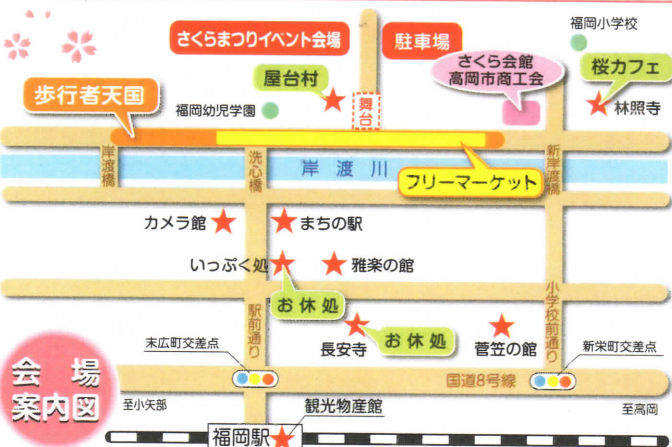 福岡小学校
さくらまつりイベント会場
駐車場
さくら会館
高岡市商工会
桜カフェ
屋台村
歩行者天国
福岡幼児学園
舞台
林照寺
岸渡橋
洗心橋
岸渡川
新岸渡橋
フリーマーケット
カメラ館
まちの駅
いっぷく処
雅楽の館
お休処
駅前通り
小学校前通り
長安寺
お休処
菅笠の館
末広町交差点
新栄町交差点
会場
案内図
国道8号線
至小矢部
観光物産館
至高岡
福岡駅